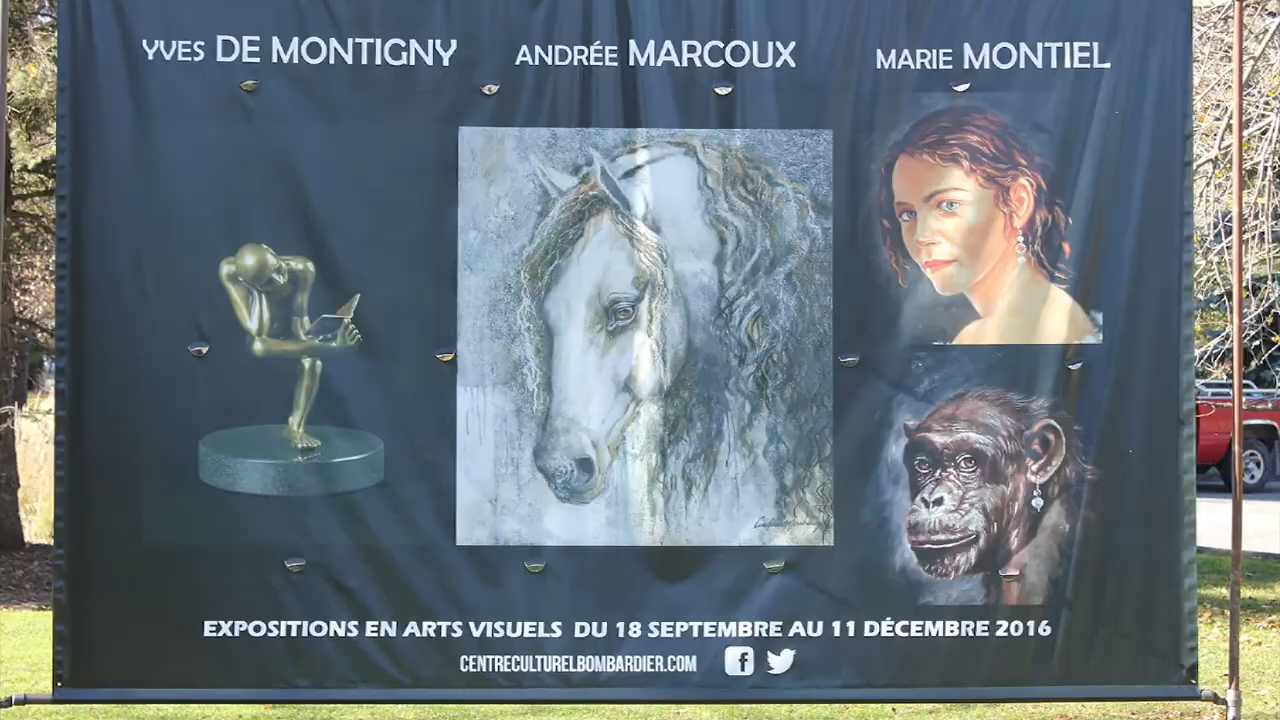 YVES DE MONTIGNY
ANDRÉE MARCOUX
MARIE MONTIEL
EXPOSITIONS EN ARTS VISUELS DU 18 SEPTEMBRE AU 11 DÉCEMBRE 2016
CENTRECULTURELBOMBARDIER.COM